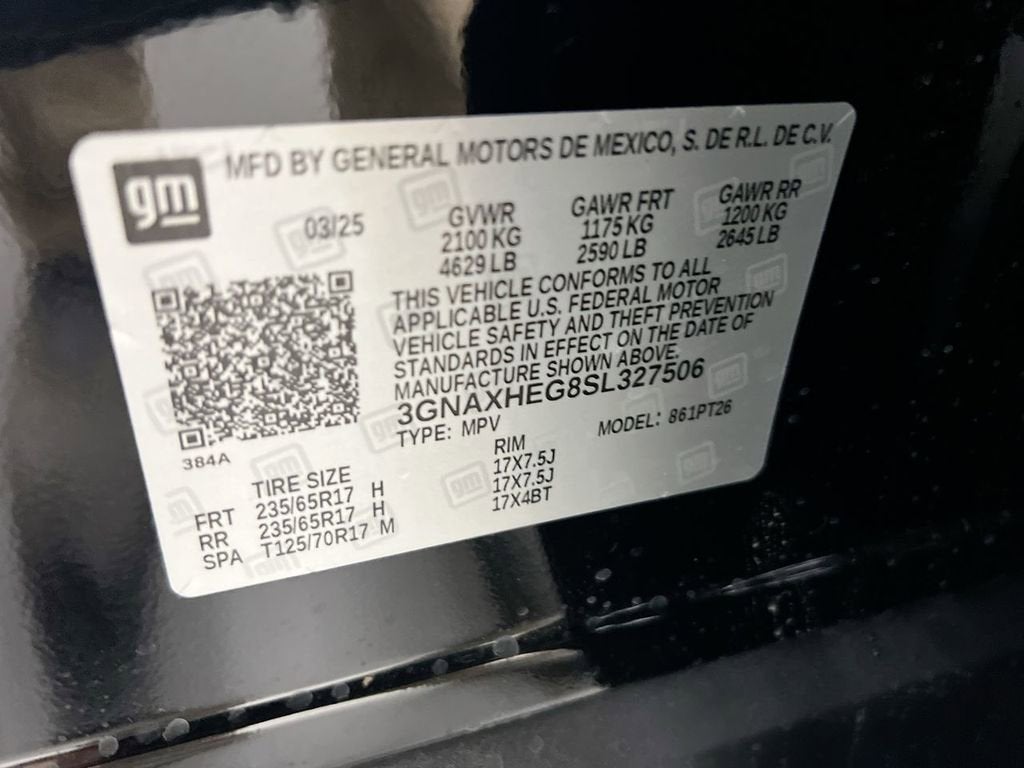 MFD BY GENERAL MOTORS DE MEXICO, S. DE R.L. DE C.V.
gm
03/25
GVWR GAWR FRT GAWR RR
2100 KG 1175 KG 1200 KG
4629 LB 2590 LB 2645 LB
THIS VEHICLE CONFORMS TO ALL
APPLICABLE U.S. FEDERAL MOTOR
VEHICLE SAFETY AND THEFT PREVENTION
STANDARDS IN EFFECT ON THE DATE OF
MANUFACTURE SHOWN ABOVE.
3GNAXHEG8SL327506
TYPE: MPV MODEL: 861PT26
384A
TIRE SIZE RIM
FRT 235/65R17 H 17X7.5J
RR 235/65R17 H 17X7.5J
SPA T125/70R17 M 17X4BT